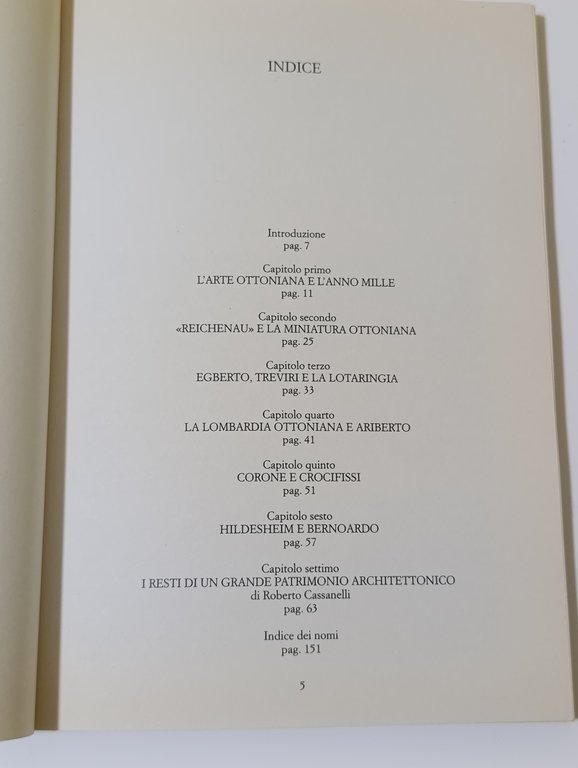 INDICE
Introduzione
pag. 7
Capitolo primo
L'ARTE OTTONIANA E L'ANNO MILLE
pag. 11
Capitolo secondo
«REICHENAU» E LA MINIATURA OTTONIANA
pag. 25
Capitolo terzo
EGBERTO, TREVIRI E LA LOTARINGIA
pag. 33
Capitolo quarto
LA LOMBARDIA OTTONIANA E ARIBERTO
pag. 41
Capitolo quinto
CORONE E CROCIFISSI
pag. 51
Capitolo sesto
HILDESHEIM E BERNOARDO
pag. 57
Capitolo settimo
I RESTI DI UN GRANDE PATRIMONIO ARCHITETTONICO
di Roberto Cassanelli
pag. 63
Indice dei nomi
pag. 151
5